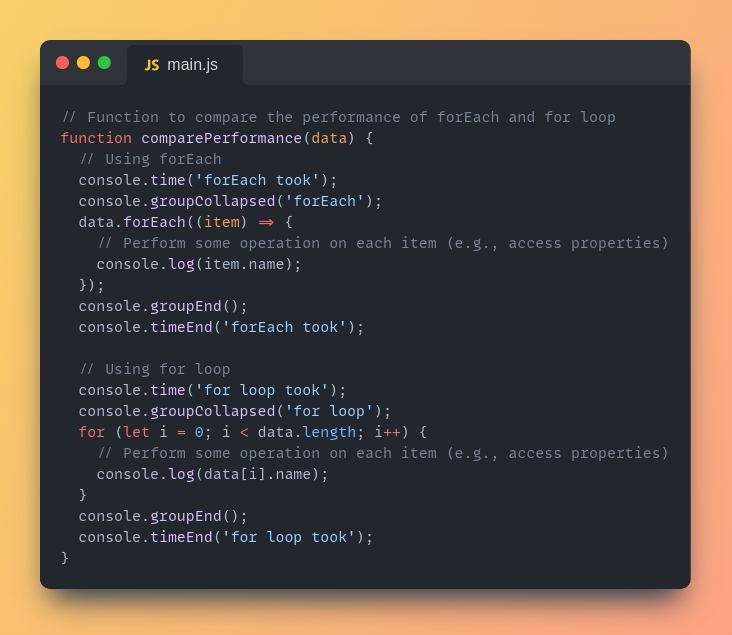 JS main.js
// Function to compare the performance of forEach and for loop
function comparePerformance(data) {
  // Using forEach
  console.time('forEach took');
  console.groupCollapsed('forEach');
  data.forEach((item) => {
    // Perform some operation on each item (e.g., access properties)
    console.log(item.name);
  });
  console.groupEnd();
  console.timeEnd('forEach took');

  // Using for loop
  console.time('for loop took');
  console.groupCollapsed('for loop');
  for (let i = 0; i < data.length; i++) {
    // Perform some operation on each item (e.g., access properties)
    console.log(data[i].name);
  }
  console.groupEnd();
  console.timeEnd('for loop took');
}